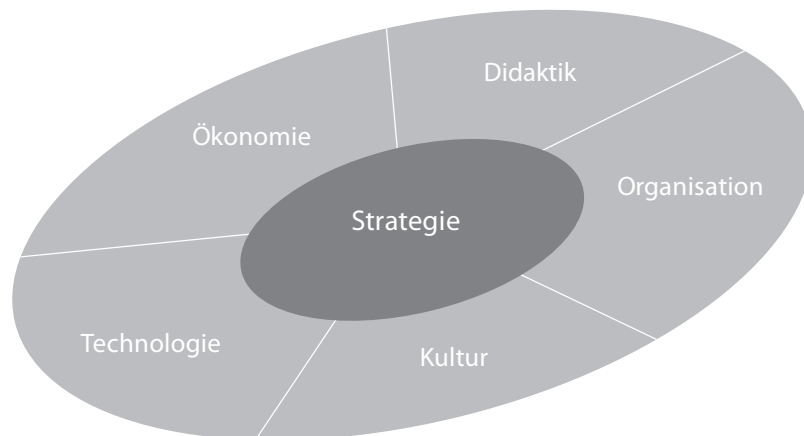 Didaktik
Ökonomie
Organisation
Strategie
Technologie
Kultur